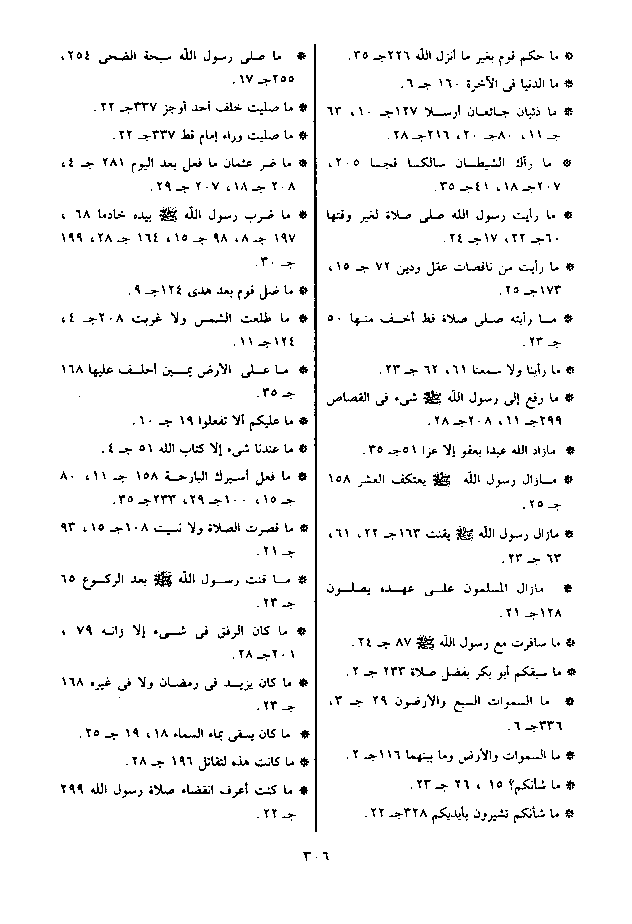 * ما حكم قوم بغير ما أنزل الله ٢٢٦جـ ٣٥.
* ما الدنيا فى الآخرة ١٦٠ جـ ٦.
* ما ذئبان جائعان أرسلا ١٢٧جـ ١٠، ٦٣
جـ ١١، ٨٠جـ ٢٠، ٢١٦جـ ٢٨.
* ما رآك الشيطان سالكا فجا ٢٠٥،
٢٠٧جـ ١٨، ٤١جـ ٣٥.
* ما رأيت رسول الله صلى صلاة لغير وقتها
٦٠جـ ٢٢، ١٧جـ ٢٤.
* ما رأيت من ناقصات عقل ودين ٧٢ جـ ١٥،
١٧٣جـ ٢٥.
* ما رأيته صلى صلاة قط أخف منها ٥٠
جـ ٢٣.
* ما رأينا ولا سمعنا ٦١، ٦٢ جـ ٢٣.
* ما رفع إلى رسول الله ﷺ شىء فى القصاص
٢٩٩جـ ١١، ٢٠٨جـ ٢٨.
* مازاد الله عبدا بعفو إلا عزا ٥١جـ ٣٥.
* مازال رسول الله ﷺ يعتكف العشر ١٥٨
جـ ٢٥.
* مازال رسول الله ﷺ يقنت ١٦٣جـ ٢٢، ٦١،
٦٣ جـ ٢٣.
* مازال المسلمون على عهده يصلون
١٢٨جـ ٢١.
* ما سافرت مع رسول الله ﷺ ٨٧ جـ ٢٤.
* ما سبقكم أبو بكر بفضل صلاة ٢٣٣ جـ ٢.
* ما السموات السبع والأرضون ٢٩ جـ ٣،
٣٣٦جـ ٦.
* ما السموات والأرض وما بينهما ١١٦جـ ٢.
* ما شأنكم؟ ١٥ ، ٢٦ جـ ٢٣.
* ما شأنكم تشيرون بأيديكم ٣٢٨جـ ٢٢.
* ما صلى رسول الله سبحة الضحى ٢٥٤،
٢٥٥جـ ١٧.
* ما صليت خلف أحد أوجز ٣٣٧جـ ٢٢.
* ما صليت وراء إمام قط ٣٣٧جـ ٢٢.
* ما ضر عثمان ما فعل بعد اليوم ٢٨١ جـ ٤،
٢٠٨ جـ ١٨، ٢٠٧ جـ ٢٩.
* ما ضرب رسول الله ﷺ بيده خادما ٦٨ ،
١٩٧ جـ ٨، ٩٨ جـ ١٥، ١٦٤ جـ ٢٨، ١٩٩
جـ ٣٠.
* ما ضل قوم بعد هدى ١٢٤جـ ٩.
* ما طلعت الشمس ولا غربت ٢٠٨جـ ٤،
١٢٤جـ ١١.
* ما على الأرض يمين أحلف عليها ١٦٨
جـ ٣٥.
* ما عليكم ألا تفعلوا ١٩ جـ ٦٠.
* ما عندنا شىء إلا كتاب الله ٥١ جـ ٤.
* ما فعل أسيرك البارحة ١٥٨ جـ ١١، ٨٠
جـ ١٥، ١٠٠جـ ٢٩، ٢٣٣جـ ٣٥.
* ما قصرت الصلاة ولا نسيت ١٠٨جـ ١٥، ٩٣
جـ ٢١.
* ما قنت رسول الله ﷺ بعد الركوع ٦٥
جـ ٢٣.
* ما كان الرفق فى شىء إلا زانه ٧٩ ،
٢٠١جـ ٢٨.
* ما كان يزيد فى رمضان ولا فى غيره ١٦٨
جـ ٢٣.
* ما كان يسقى بماء السماء ١٨، ١٩ جـ ٢٥.
* ما كانت هذه لتقاتل ١٩٦ جـ ٢٨.
* ما كنت أعرف انقضاء صلاة رسول الله ٢٩٩
جـ ٢٢.
٣٠٦